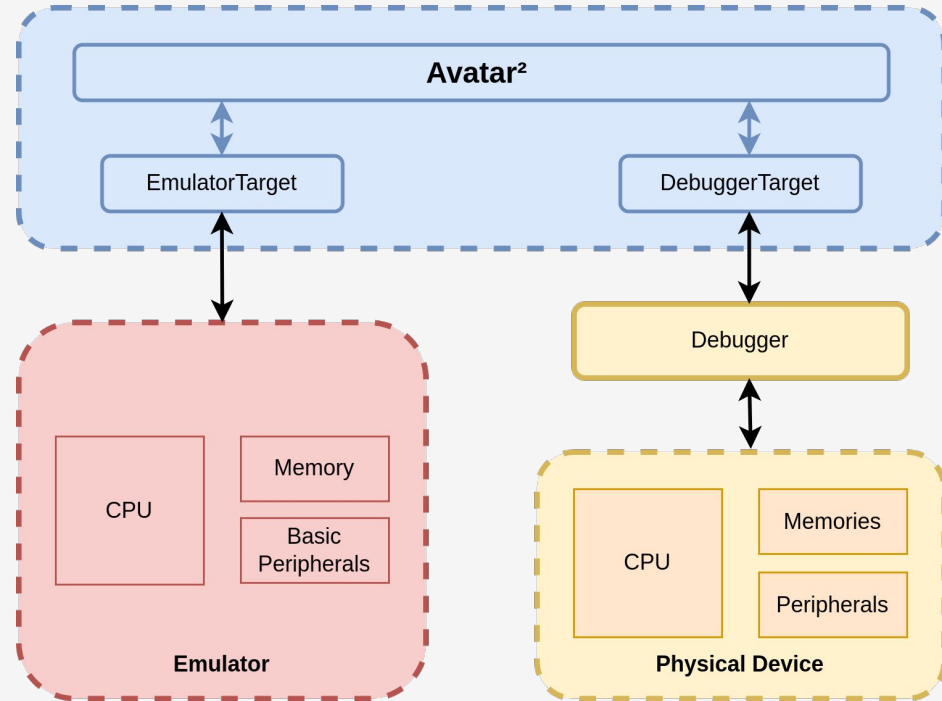 Avatar²
EmulatorTarget
DebuggerTarget
Debugger
Memory
CPU
Basic
Peripherals
Emulator
Memories
CPU
Peripherals
Physical Device